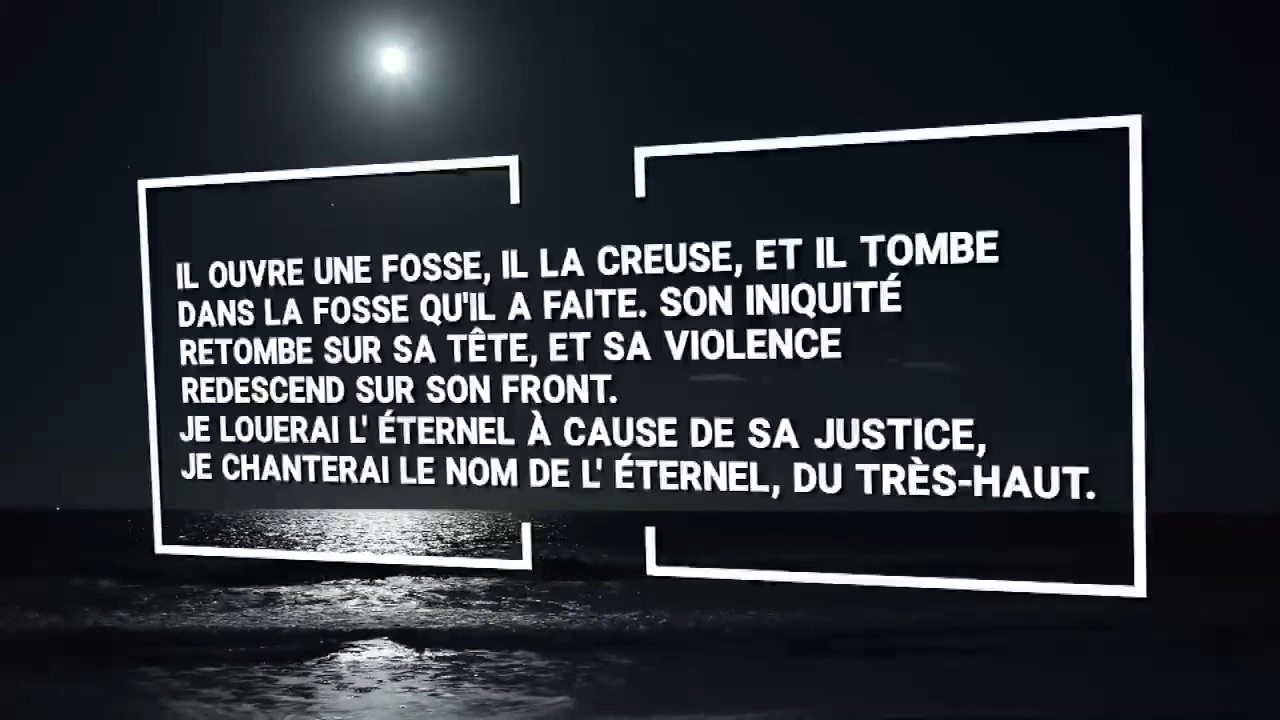 IL OUVRE UNE FOSSE, IL LA CREUSE, ET IL TOMBE
DANS LA FOSSE QU'IL A FAITE. SON INIQUITÉ
RETOMBE SUR SA TÊTE, ET SA VIOLENCE
REDESCEND SUR SON FRONT.
JE LOUERAI L' ÉTERNEL À CAUSE DE SA JUSTICE,
JE CHANTERAI LE NOM DE L' ÉTERNEL, DU TRÈS-HAUT.